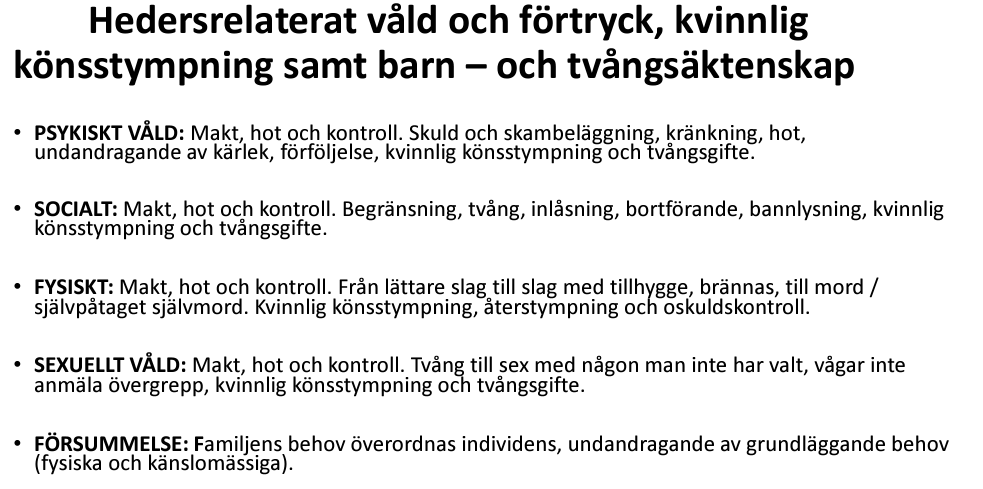 Hedersrelaterat våld och förtryck, kvinnlig
könsstympning samt barn – och tvångsäktenskap
• PSYKISKT VÅLD: Makt, hot och kontroll. Skuld och skambeläggning, kränkning, hot,
undandragande av kärlek, förföljelse, kvinnlig könsstympning och tvångsgifte.
• SOCIALT: Makt, hot och kontroll. Begränsning, tvång, inlåsning, bortförande, bannlysning, kvinnlig
könsstympning och tvångsgifte.
• FYSISKT: Makt, hot och kontroll. Från lättare slag till slag med tillhygge, brännas, till mord /
självpåtaget självmord. Kvinnlig könsstympning, återstympning och oskuldskontroll.
• SEXUELLT VÅLD: Makt, hot och kontroll. Tvång till sex med någon man inte har valt, vågar inte
anmäla övergrepp, kvinnlig könsstympning och tvångsgifte.
• FÖRSUMMELSE: Familjens behov överordnas individens, undandragande av grundläggande behov
(fysiska och känslomässiga).